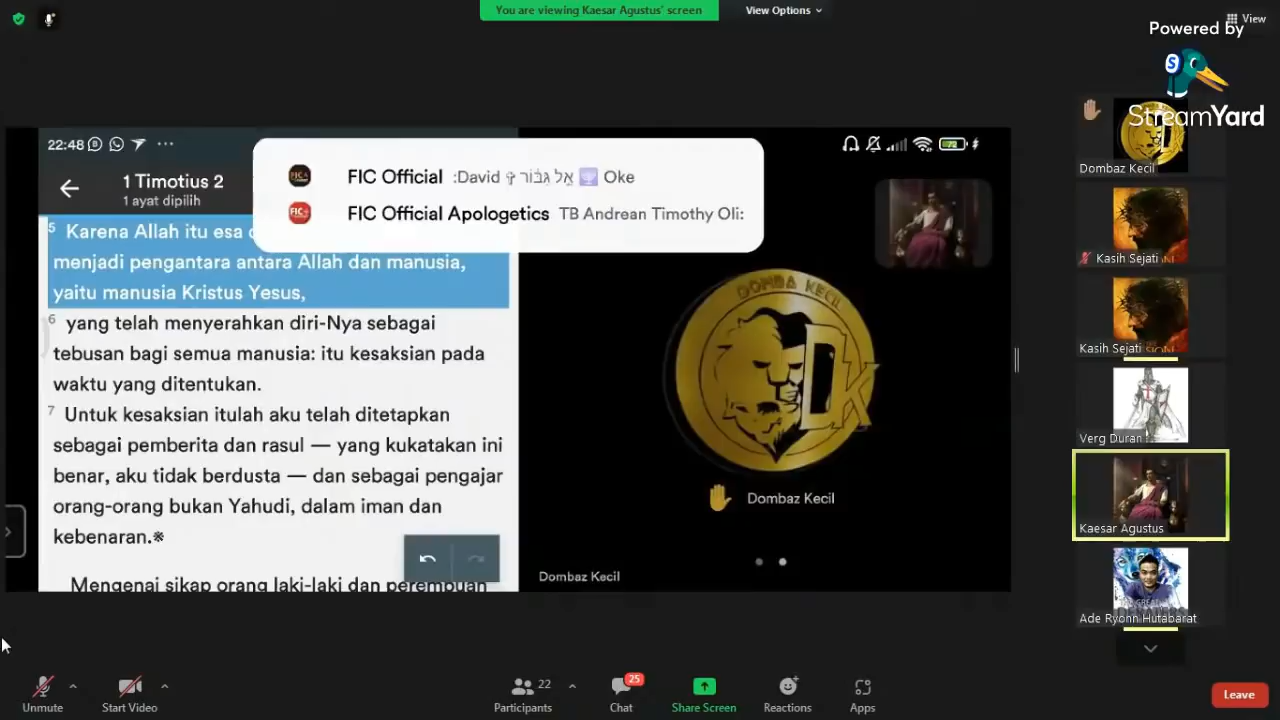 You are viewing Kaesar Agustus' screen
View Options
View
Powered by
StreamYard
22:48
1 Timotius 2
1 ayat dipilih
FIC Official :David ✞ אֵל גִּבּוֹר 🕎 Oke
FIC Official Apologetics TB Andrean Timothy Oli:
5 Karena Allah itu esa
menjadi pengantara antara Allah dan manusia,
yaitu manusia Kristus Yesus,
6 yang telah menyerahkan diri-Nya sebagai
tebusan bagi semua manusia: itu kesaksian pada
waktu yang ditentukan.
7 Untuk kesaksian itulah aku telah ditetapkan
sebagai pemberita dan rasul — yang kukatakan ini
benar, aku tidak berdusta — dan sebagai pengajar
orang-orang bukan Yahudi, dalam iman dan
kebenaran.※
Mengenai sikap orang laki-laki dan perempuan
DOMBA KECIL
DK
Dombaz Kecil
Dombaz Kecil
Dombaz Kecil
Kasih Sejati
Kasih Sejati
Verg Duran
Kaesar Agustus
Ade Ryonn Hutabarat
Unmute
Start Video
22
Participants
25
Chat
Share Screen
Reactions
Apps
Leave